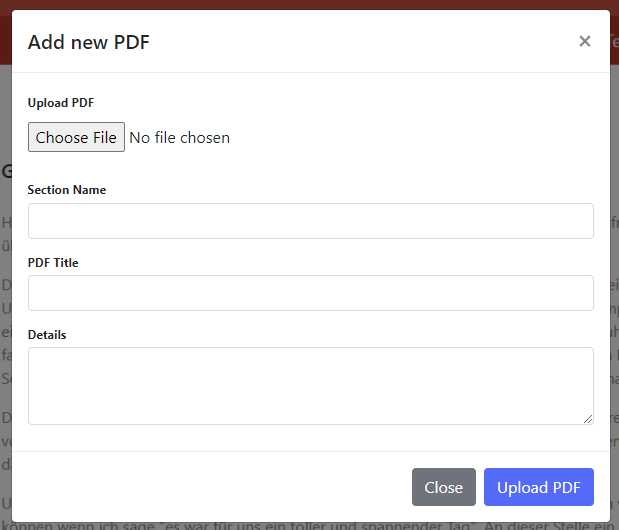 Add new PDF
×
Upload PDF
Choose File No file chosen
Section Name
PDF Title
Details
Close Upload PDF
können wenn ich sage "es war für uns ein toller und spannender Tag". An dieser Stelle ein